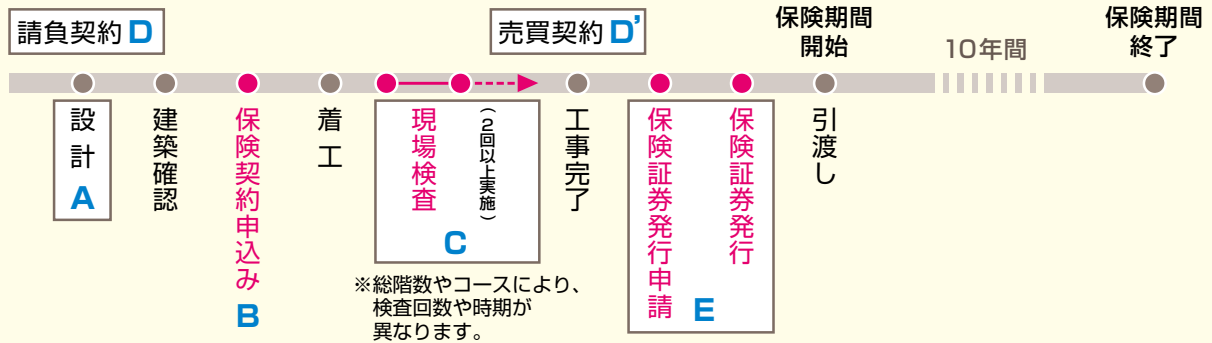 請負契約 D
売買契約 D’
保険期間
開始
10年間
保険期間
終了
設計
A
建築確認
保険契約申込み
B
着工
現場検査
（2回以上実施）
C
※総階数やコースにより、
検査回数や時期が
異なります。
工事完了
保険証券発行申請
保険証券発行
E
引渡し